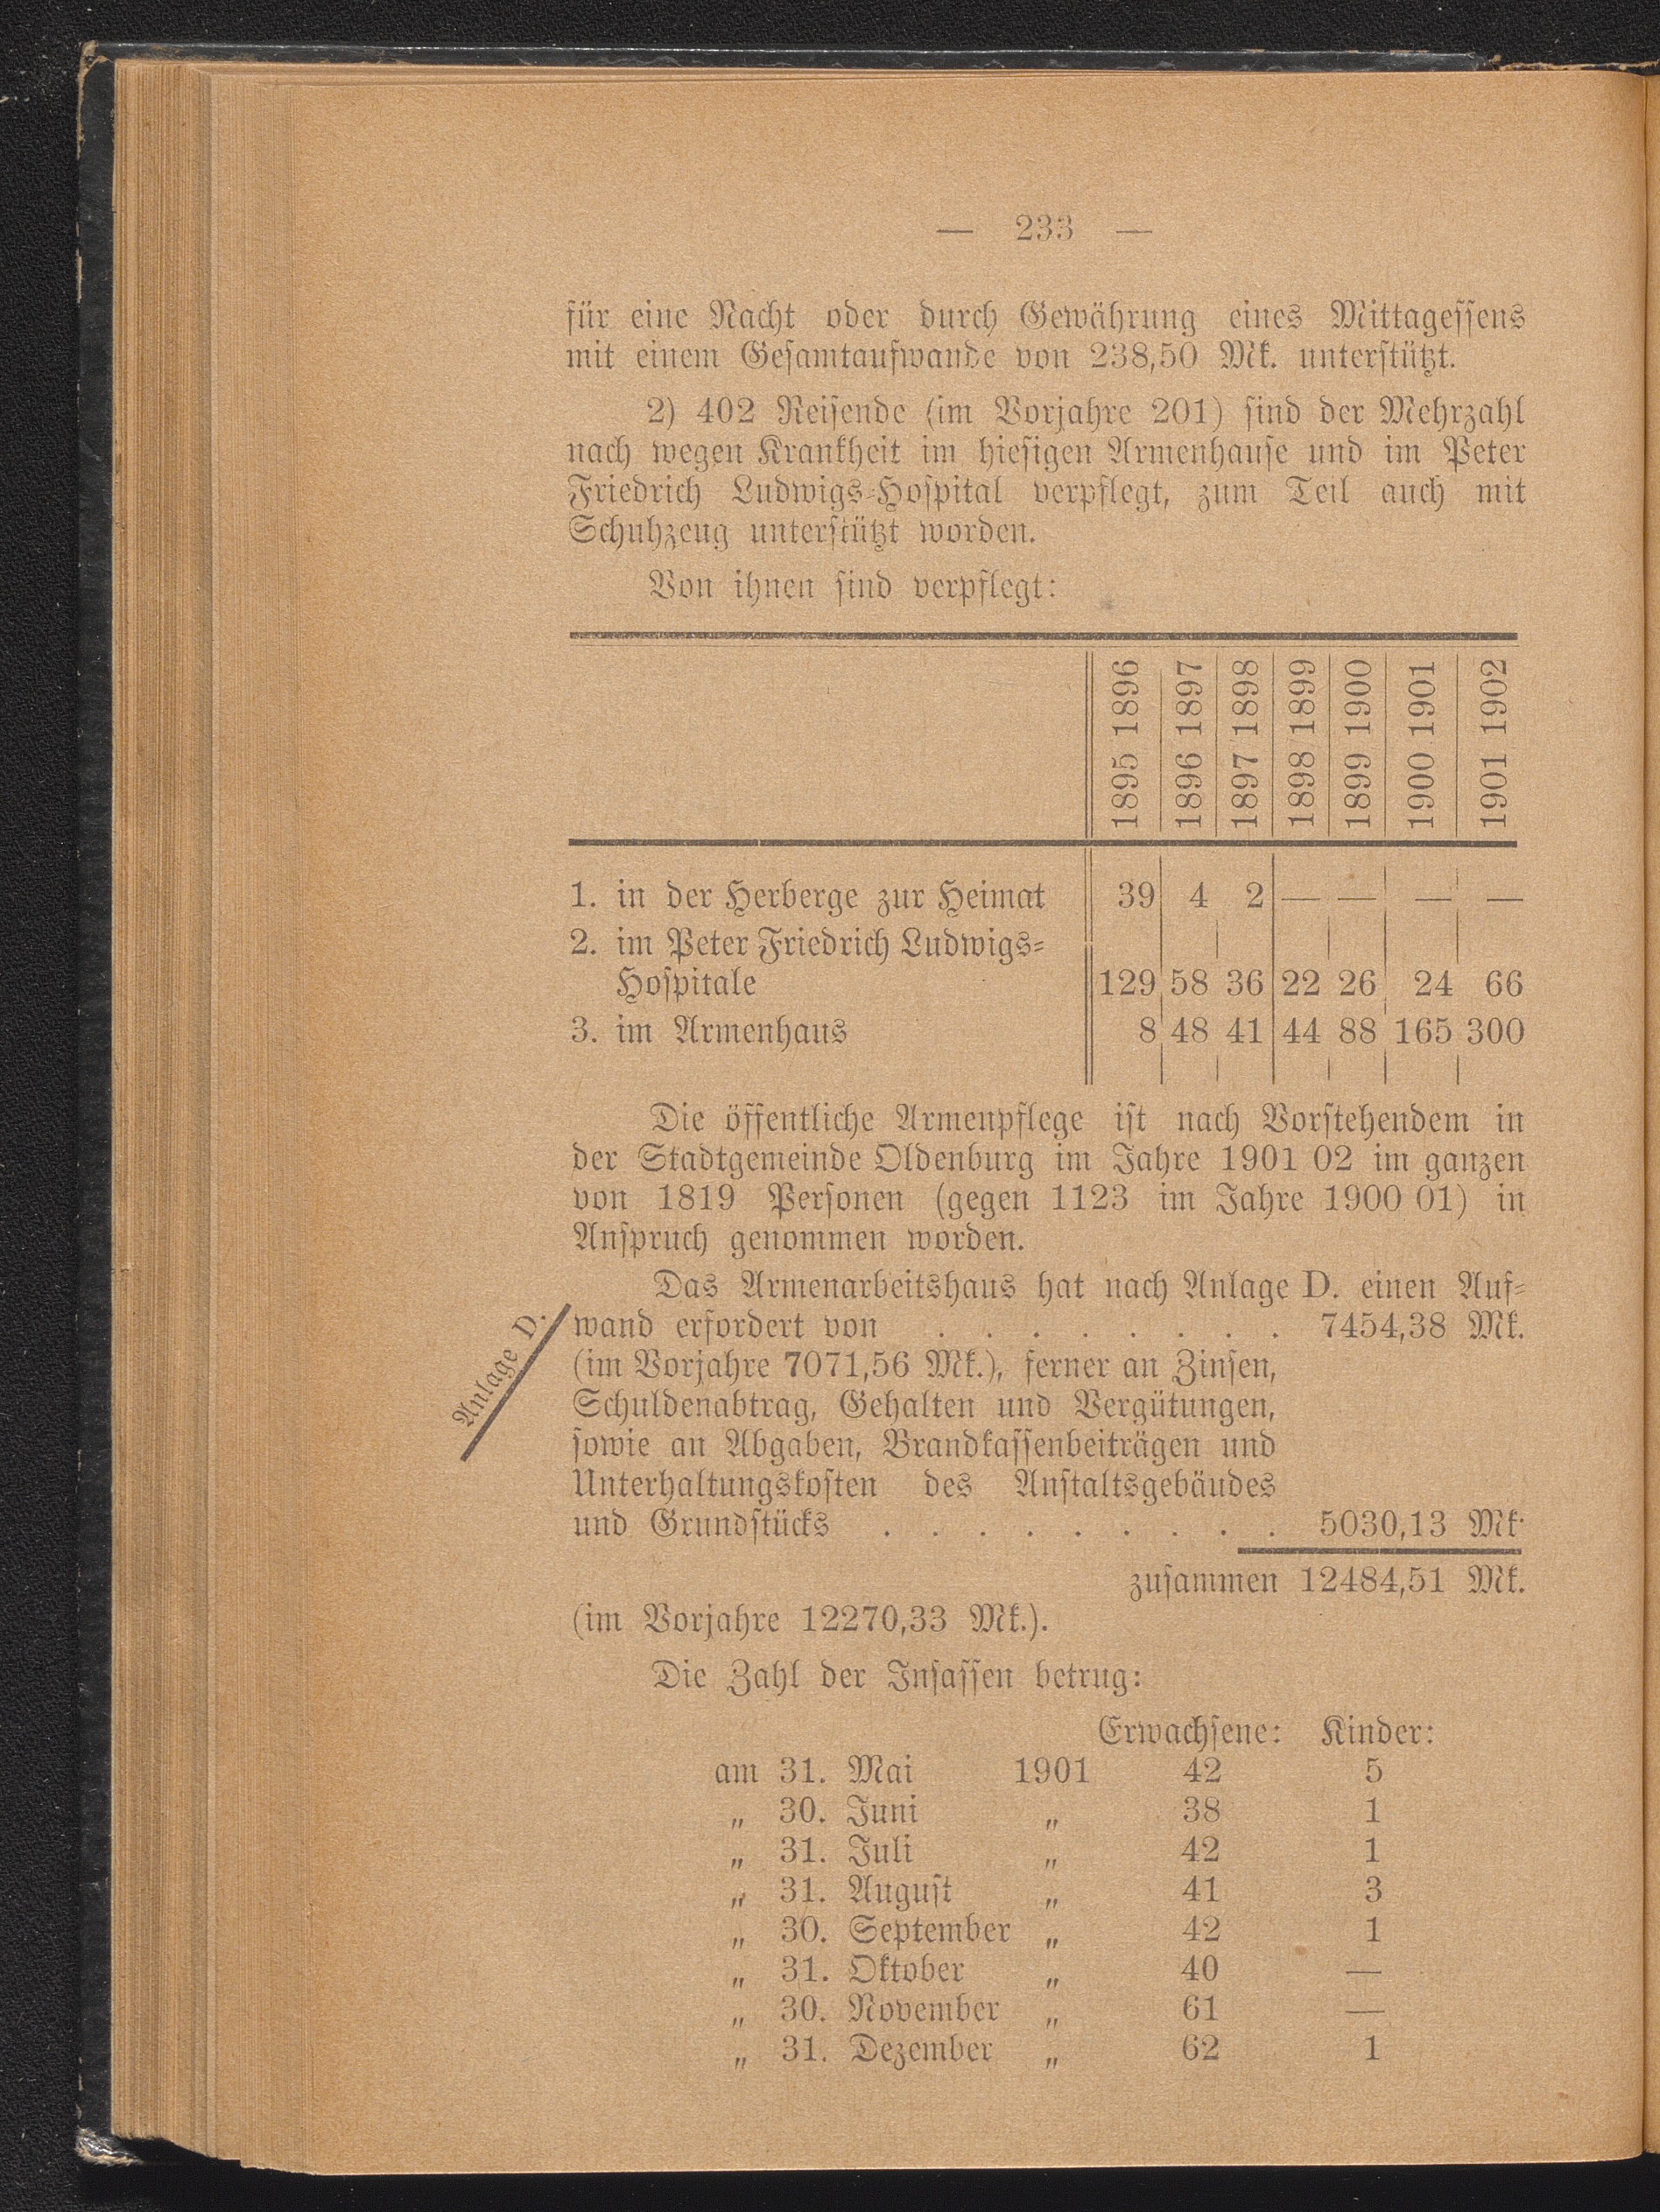 — 233 —
für eine Nacht oder durch Gewährung eines Mittagessens
mit einem Gesamtaufwande von 238,50 Mk. unterstützt.
2) 402 Reisende (im Vorjahre 201) sind der Mehrzahl
nach wegen Krankheit im hiesigen Armenhause und im Peter
Friedrich Ludwigs-Hospital verpflegt, zum Teil auch mit
Schuhzeug unterstützt worden.
Von ihnen sind verpflegt:
1895 1896 | 1896 1897 | 1897 1898 | 1898 1899 | 1899 1900 | 1900 1901 | 1901 1902
1. in der Herberge zur Heimat 39 4 2 — — — —
2. im Peter Friedrich Ludwigs-
Hospitale 129 58 36 22 26 24 66
3. im Armenhaus 8 48 41 44 88 165 300
Die öffentliche Armenpflege ist nach Vorstehendem in
der Stadtgemeinde Oldenburg im Jahre 1901 02 im ganzen
von 1819 Personen (gegen 1123 im Jahre 1900 01) in
Anspruch genommen worden.
Das Armenarbeitshaus hat nach Anlage D. einen Auf-
Anlage D.
wand erfordert von . . . . . . . . 7454,38 Mk.
(im Vorjahre 7071,56 Mk.), ferner an Zinsen,
Schuldenabtrag, Gehalten und Vergütungen,
sowie an Abgaben, Brandkassenbeiträgen und
Unterhaltungskosten des Anstaltsgebäudes
und Grundstücks . . . . . . . . . 5030,13 Mk.
zusammen 12484,51 Mk.
(im Vorjahre 12270,33 Mk.).
Die Zahl der Insassen betrug:
Erwachsene: Kinder:
am 31. Mai 1901 42 5
„ 30. Juni „ 38 1
„ 31. Juli „ 42 1
„ 31. August „ 41 3
„ 30. September „ 42 1
„ 31. Oktober „ 40 —
„ 30. November „ 61 —
„ 31. Dezember „ 62 1